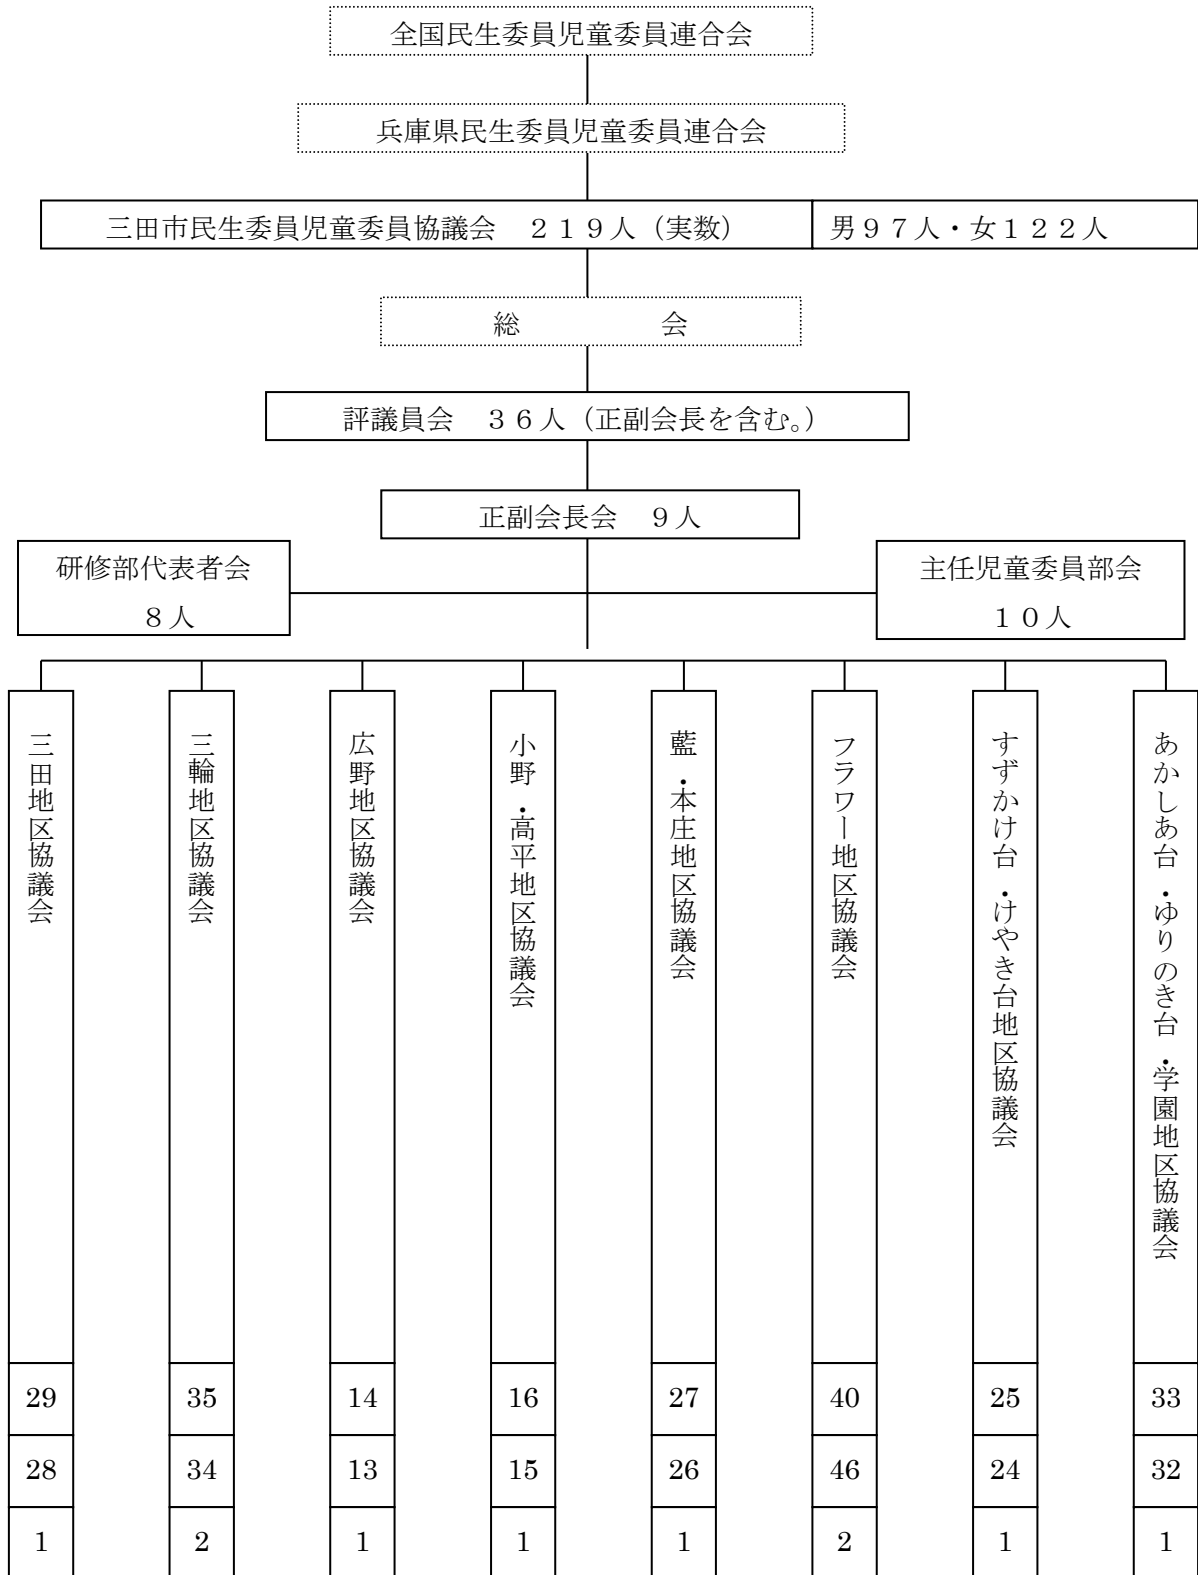 全国民生委員児童委員連合会
兵庫県民生委員児童委員連合会
三田市民生委員児童委員協議会 219人（実数） 男97人・女122人
総 会
評議員会 36人（正副会長を含む。）
正副会長会 9人
研修部代表者会
8人
主任児童委員部会
10人
三田地区協議会
三輪地区協議会
広野地区協議会
小野・高平地区協議会
藍・本庄地区協議会
フラワー地区協議会
すずかけ台・けやき台地区協議会
あかしあ台・ゆりのき台・学園地区協議会
29 35 14 16 27 40 25 33
28 34 13 15 26 46 24 32
1 2 1 1 1 2 1 1